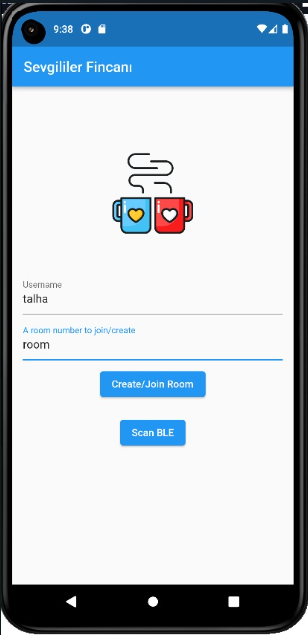 9:38
Sevgililer Fincanı
Username
talha
A room number to join/create
room
Create/Join Room
Scan BLE